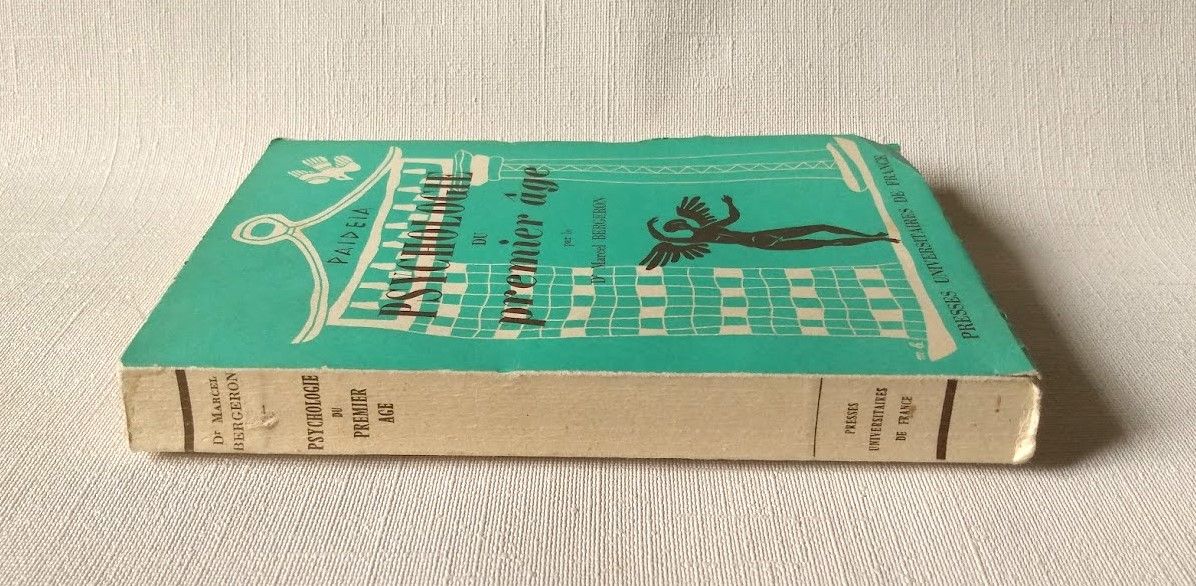 PAIDEIA
PSYCHOLOGIE
DU
premier âge
par le
Dr Marcel BERGERON
PRESSES UNIVERSITAIRES DE FRANCE
Dr MARCEL
BERGERON
PSYCHOLOGIE
DU
PREMIER
AGE
PRESSES
UNIVERSITAIRES
DE FRANCE